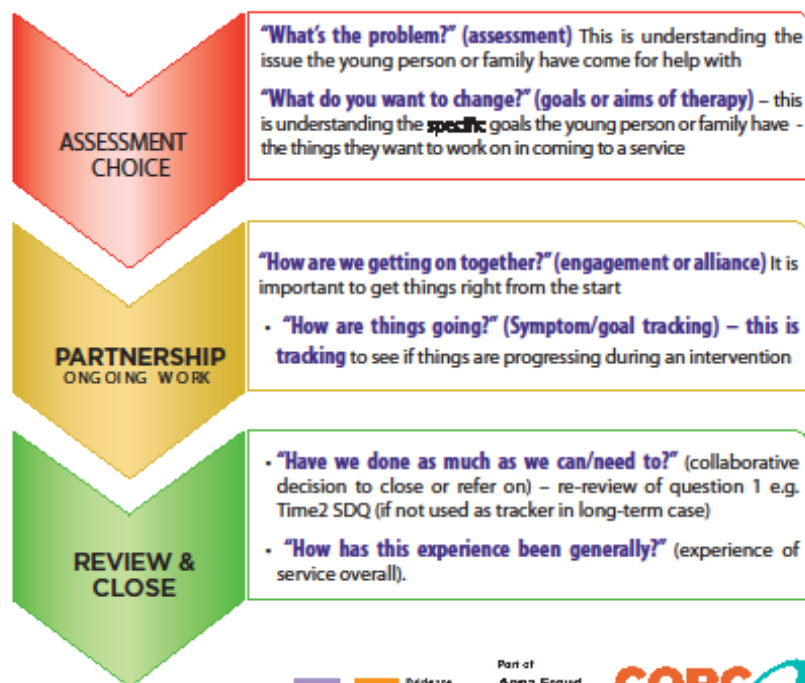 ASSESSMENT
CHOICE
“What’s the problem?” (assessment) This is understanding the
issue the young person or family have come for help with
“What do you want to change?” (goals or aims of therapy) – this
is understanding the specific goals the young person or family have -
the things they want to work on in coming to a service
PARTNERSHIP
ONGOING WORK
“How are we getting on together?” (engagement or alliance) It is
important to get things right from the start
• “How are things going?” (Symptom/goal tracking) – this is
tracking to see if things are progressing during an intervention
REVIEW &
CLOSE
• “Have we done as much as we can/need to?” (collaborative
decision to close or refer on) – re-review of question 1 e.g.
Time2 SDQ (if not used as tracker in long-term case)
• “How has this experience been generally?” (experience of
service overall).
Part of